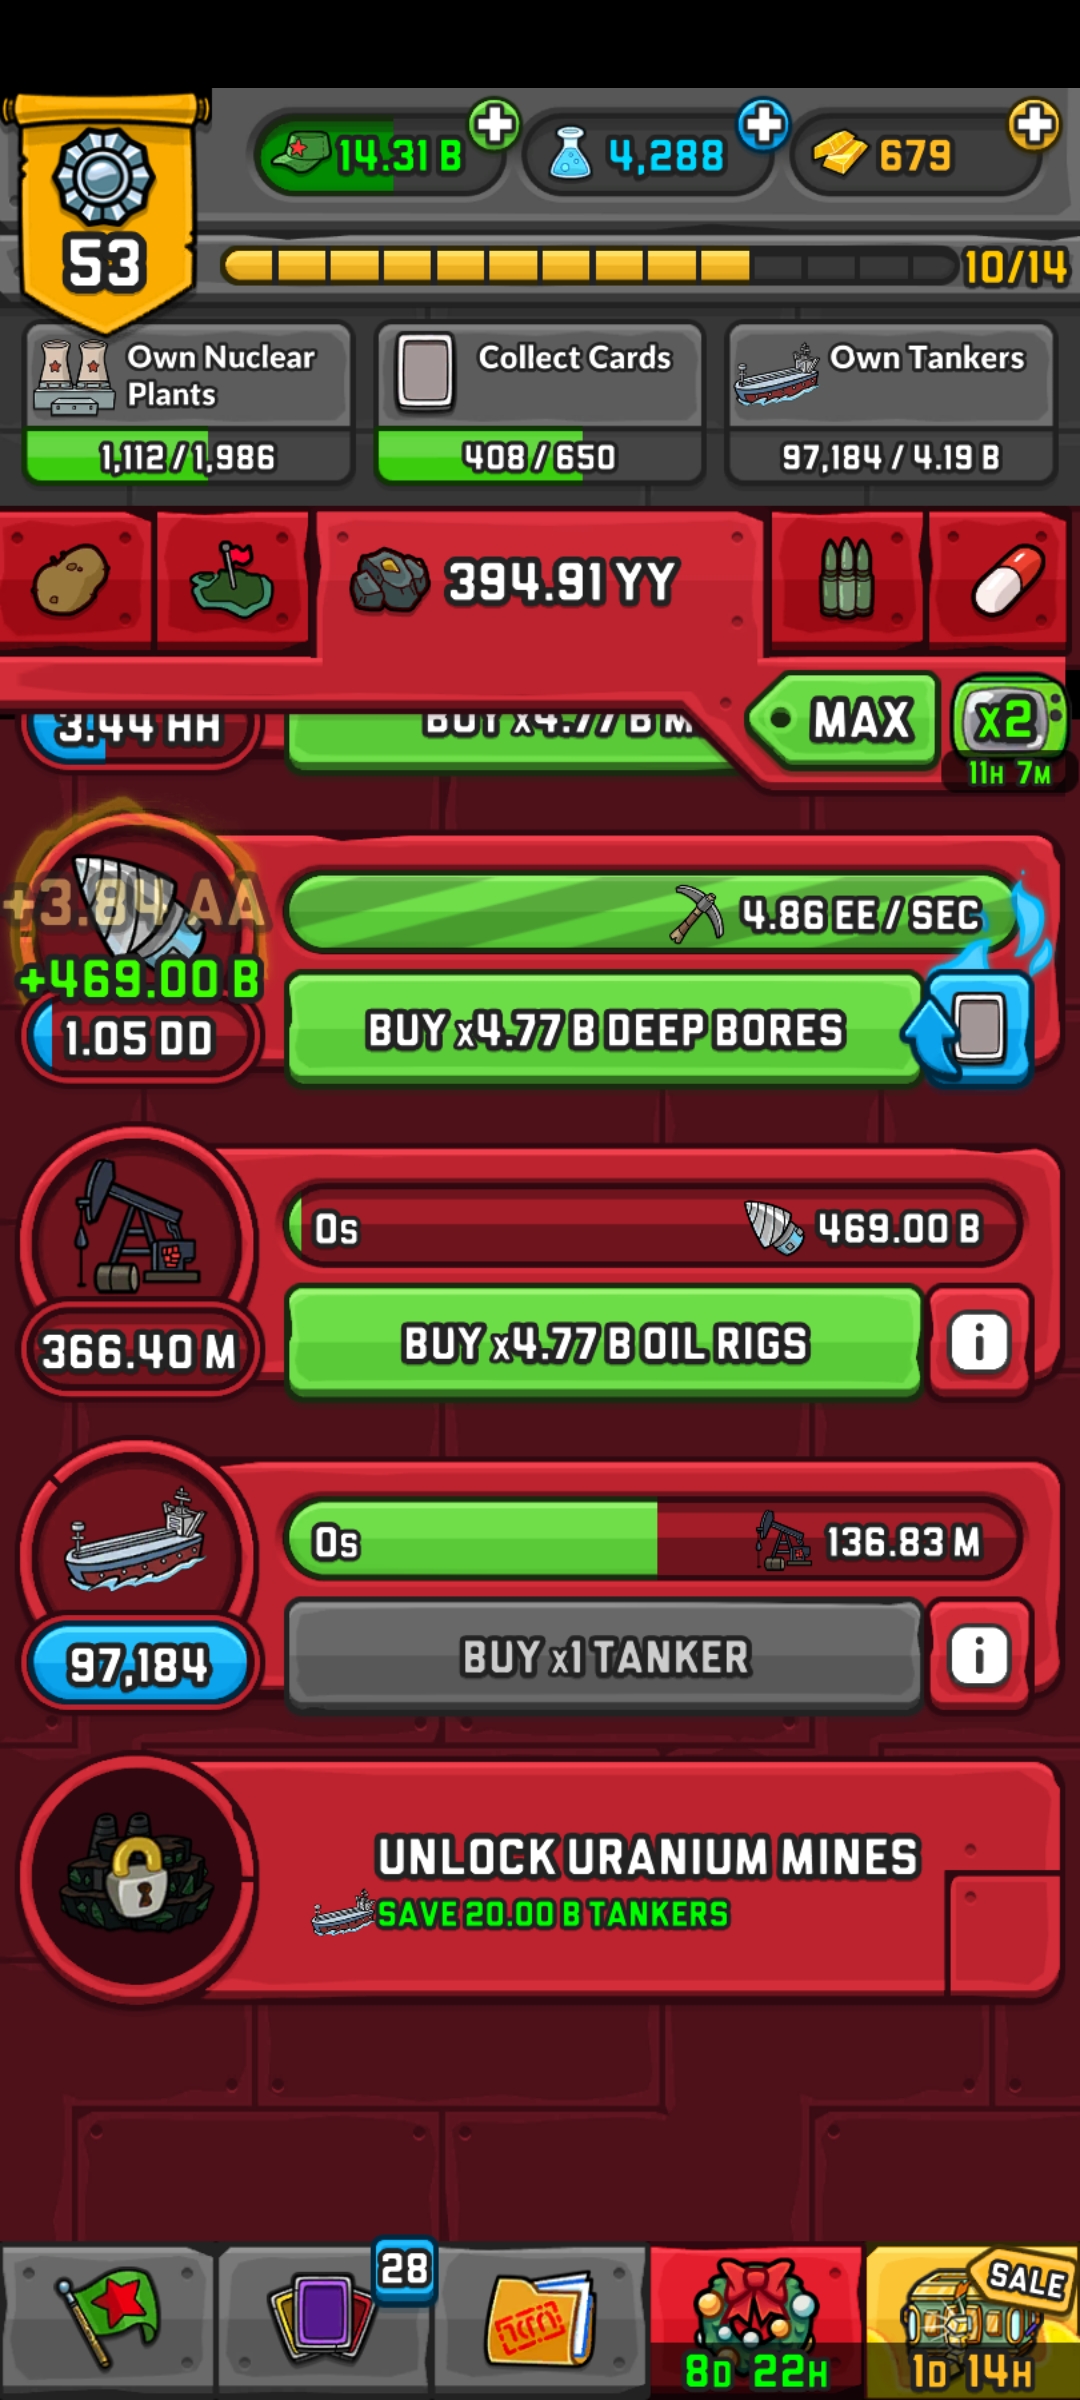 14.31 B
4,288
679
53
10/14
Own Nuclear
Plants
Collect Cards
Own Tankers
1,112 / 1,986
408 / 650
97,184 / 4.19 B
394.91 YY
MAX
x2
11H 7M
3.44 HH
BUY x4.77 B M
+3.84 AA
4.86 EE / SEC
+469.00 B
1.05 DD
BUY x4.77 B DEEP BORES
0s
469.00 B
366.40 M
BUY x4.77 B OIL RIGS
i
0s
136.83 M
97,184
BUY x1 TANKER
i
UNLOCK URANIUM MINES
SAVE 20.00 B TANKERS
28
SALE
8D 22H
1D 14H